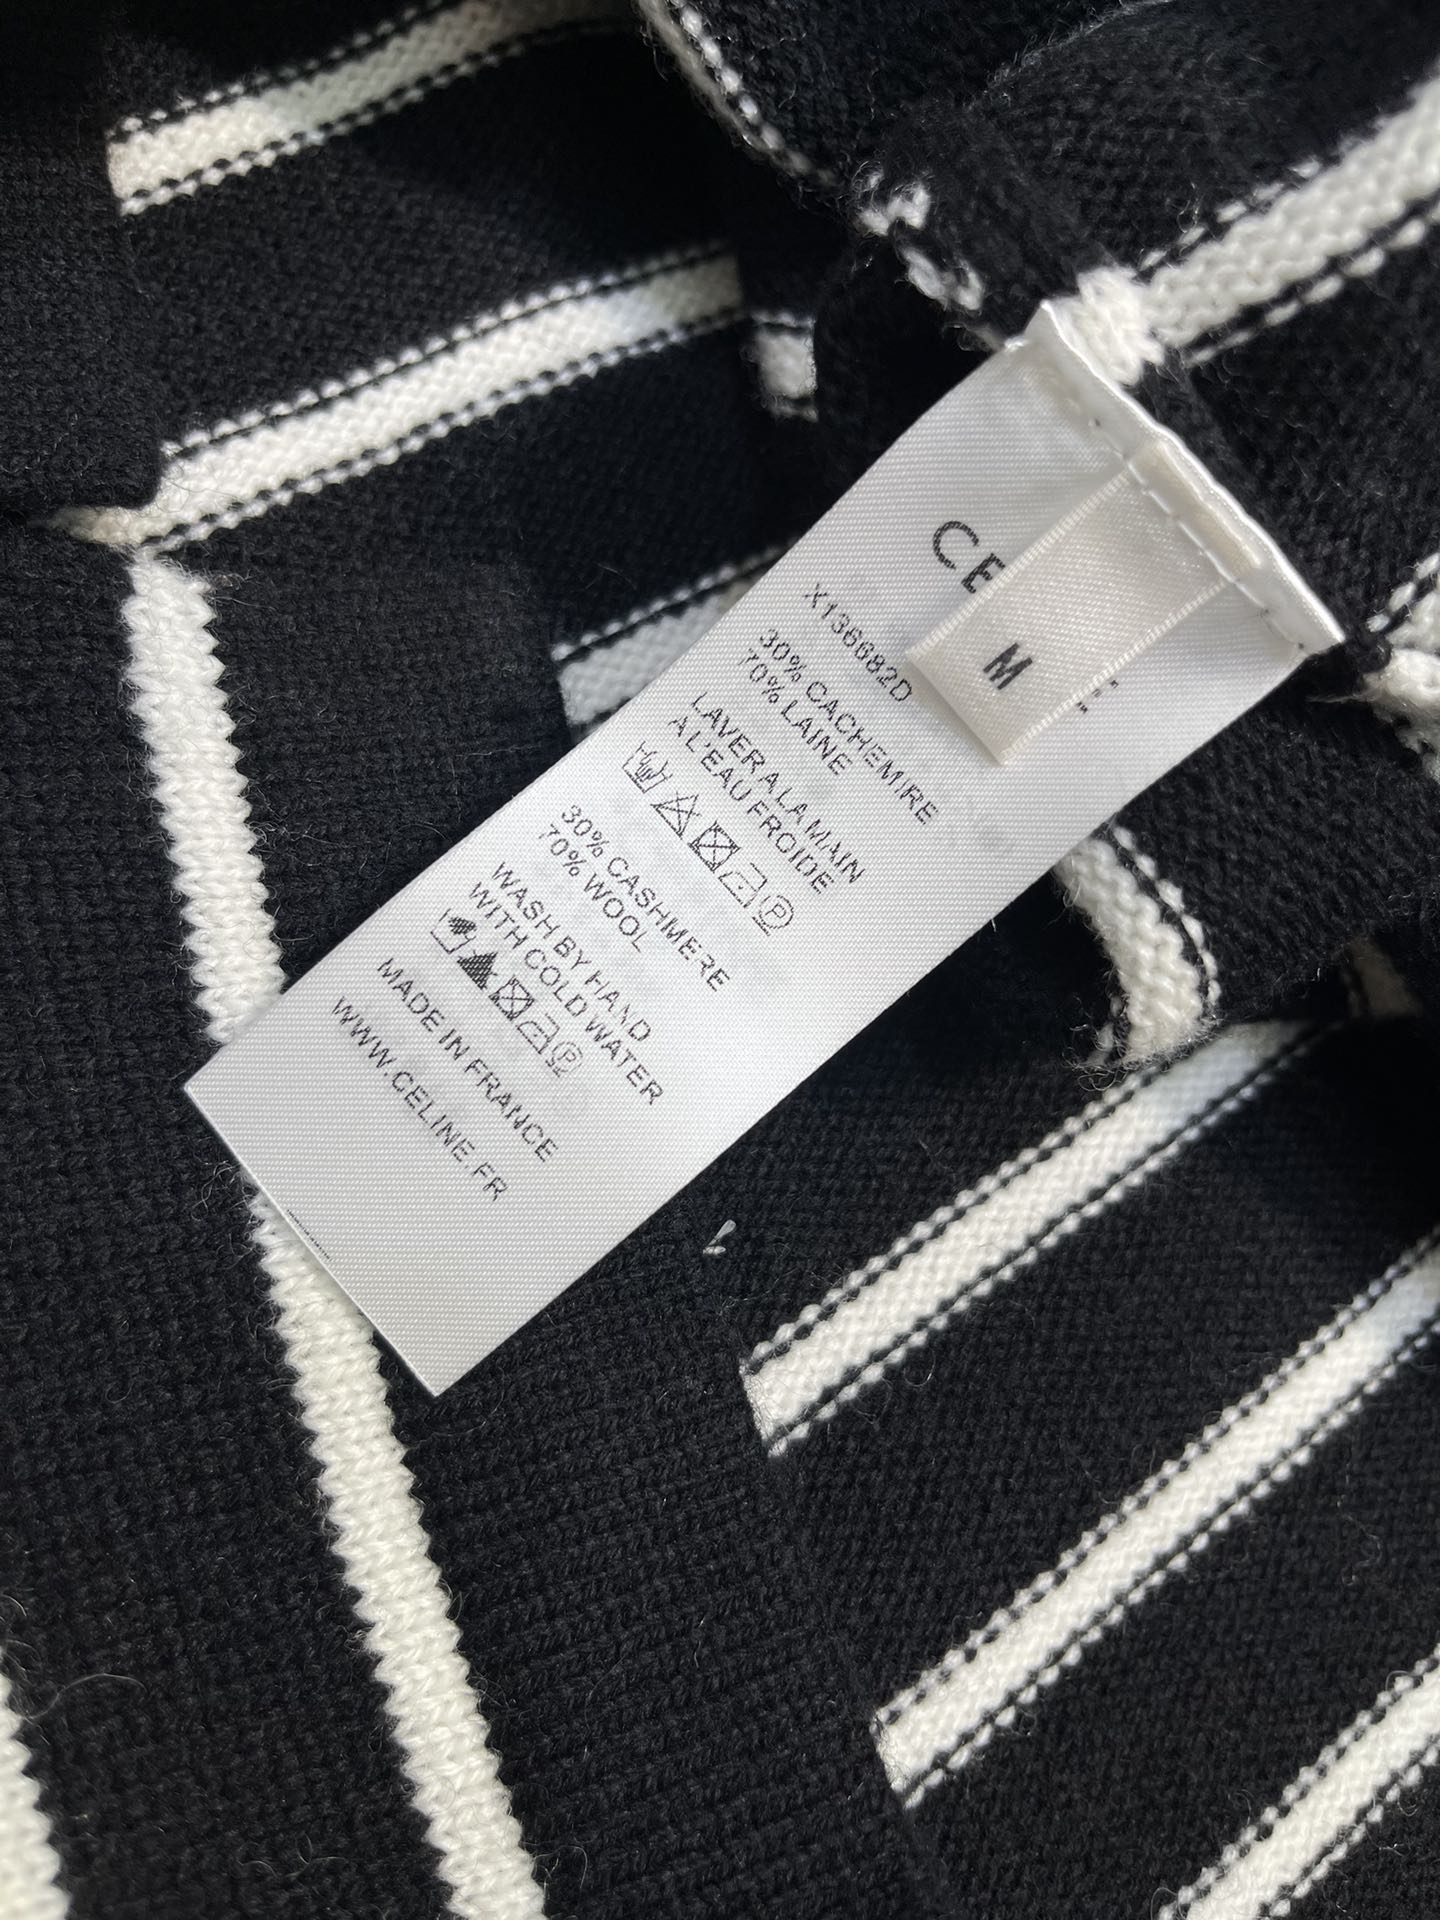 CE
M
X136682D
30% CACHEMIRE
70% LAINE
LAVER A LA MAIN
A L'EAU FROIDE
30% CASHMERE
70% WOOL
WASH BY HAND
WITH COLD WATER
MADE IN FRANCE
WWW.CELINE.FR